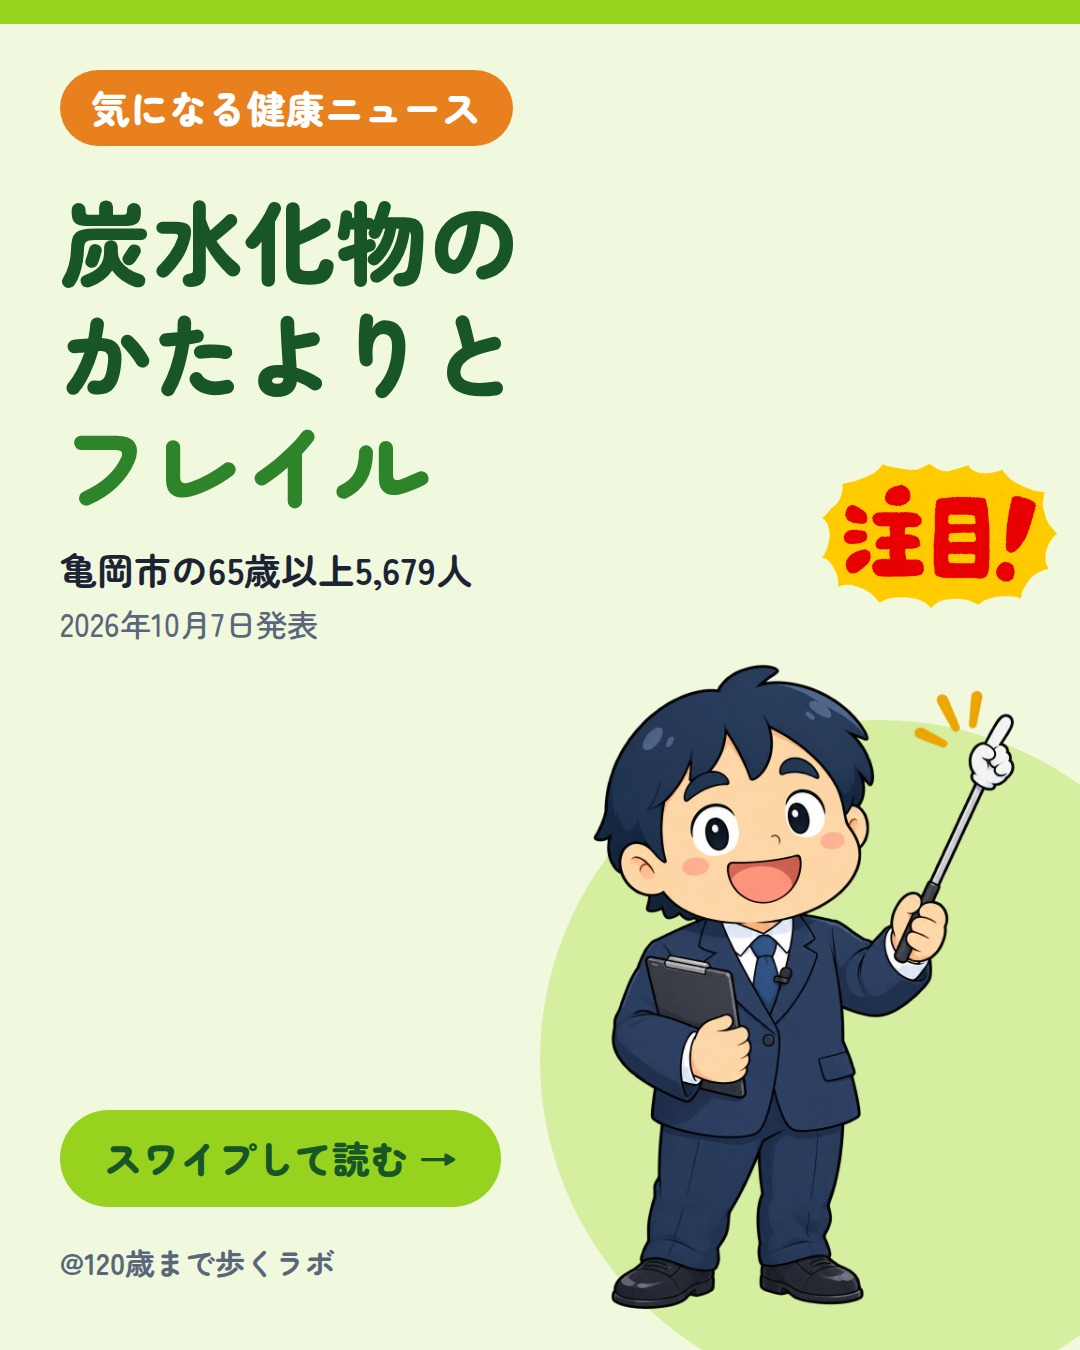 気になる健康ニュース
炭水化物の
かたよりと
フレイル
亀岡市の65歳以上5,679人
2026年10月7日発表
注目!
スワイプして読む →
@120歳まで歩くラボ